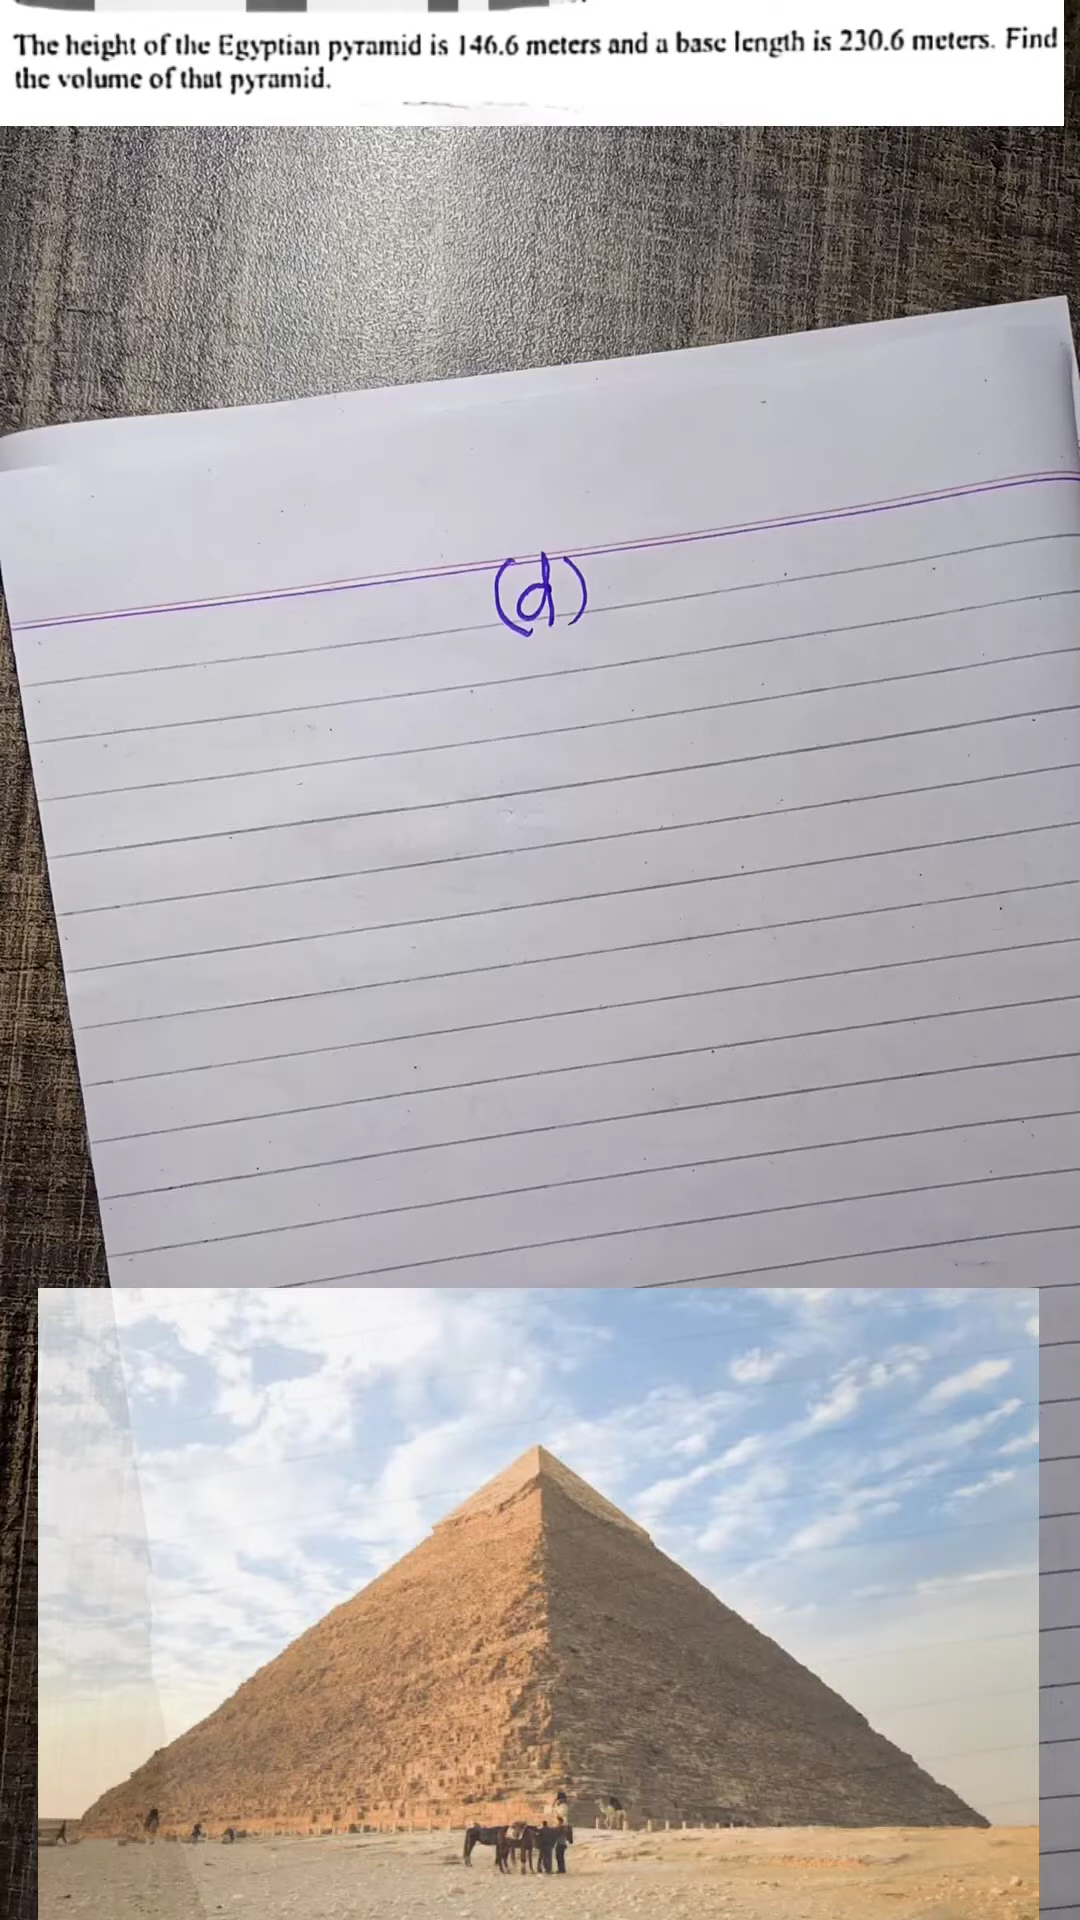 The height of the Egyptian pyramid is 146.6 meters and a base length is 230.6 meters. Find
the volume of that pyramid.
(d)